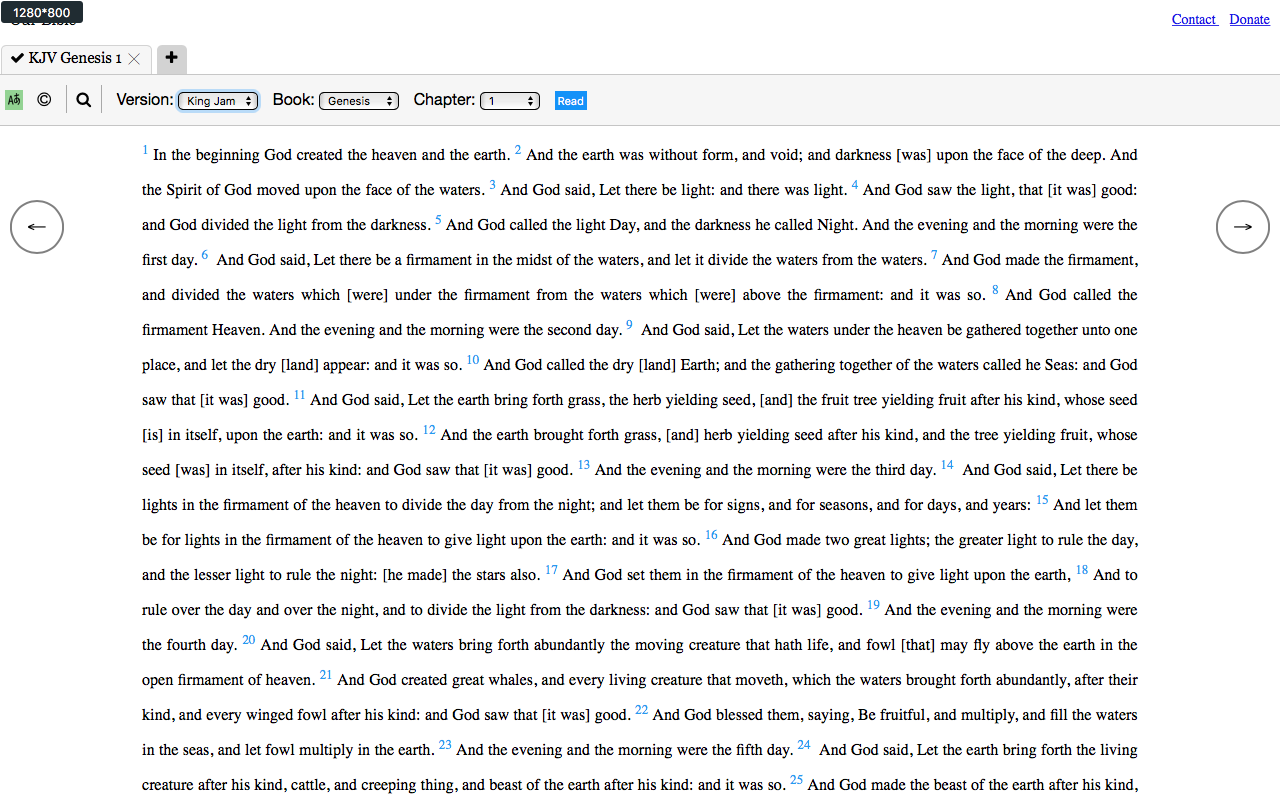 1280*800
Contact Donate
KJV Genesis 1
Version: King Jam Book: Genesis Chapter: 1 Read
1 In the beginning God created the heaven and the earth. 2 And the earth was without form, and void; and darkness [was] upon the face of the deep. And
the Spirit of God moved upon the face of the waters. 3 And God said, Let there be light: and there was light. 4 And God saw the light, that [it was] good:
and God divided the light from the darkness. 5 And God called the light Day, and the darkness he called Night. And the evening and the morning were the
first day. 6 And God said, Let there be a firmament in the midst of the waters, and let it divide the waters from the waters. 7 And God made the firmament,
and divided the waters which [were] under the firmament from the waters which [were] above the firmament: and it was so. 8 And God called the
firmament Heaven. And the evening and the morning were the second day. 9 And God said, Let the waters under the heaven be gathered together unto one
place, and let the dry [land] appear: and it was so. 10 And God called the dry [land] Earth; and the gathering together of the waters called he Seas: and God
saw that [it was] good. 11 And God said, Let the earth bring forth grass, the herb yielding seed, [and] the fruit tree yielding fruit after his kind, whose seed
[is] in itself, upon the earth: and it was so. 12 And the earth brought forth grass, [and] herb yielding seed after his kind, and the tree yielding fruit, whose
seed [was] in itself, after his kind: and God saw that [it was] good. 13 And the evening and the morning were the third day. 14 And God said, Let there be
lights in the firmament of the heaven to divide the day from the night; and let them be for signs, and for seasons, and for days, and years: 15 And let them
be for lights in the firmament of the heaven to give light upon the earth: and it was so. 16 And God made two great lights; the greater light to rule the day,
and the lesser light to rule the night: [he made] the stars also. 17 And God set them in the firmament of the heaven to give light upon the earth, 18 And to
rule over the day and over the night, and to divide the light from the darkness: and God saw that [it was] good. 19 And the evening and the morning were
the fourth day. 20 And God said, Let the waters bring forth abundantly the moving creature that hath life, and fowl [that] may fly above the earth in the
open firmament of heaven. 21 And God created great whales, and every living creature that moveth, which the waters brought forth abundantly, after their
kind, and every winged fowl after his kind: and God saw that [it was] good. 22 And God blessed them, saying, Be fruitful, and multiply, and fill the waters
in the seas, and let fowl multiply in the earth. 23 And the evening and the morning were the fifth day. 24 And God said, Let the earth bring forth the living
creature after his kind, cattle, and creeping thing, and beast of the earth after his kind: and it was so. 25 And God made the beast of the earth after his kind,